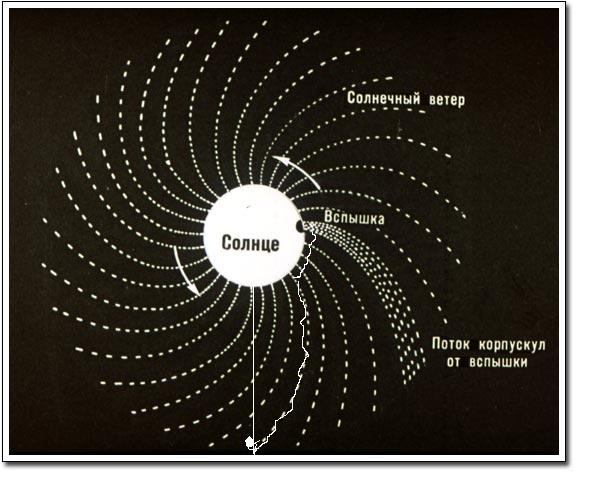 Солнечный ветер
Вспышка
Солнце
Поток корпускул
от вспышки